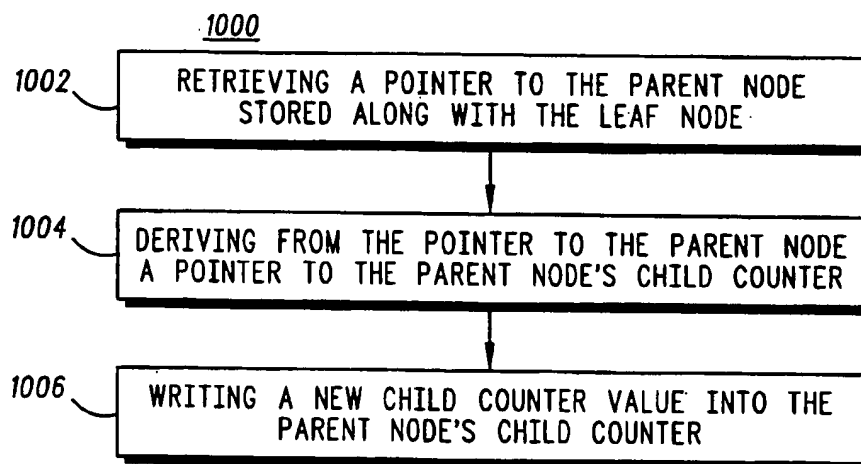 1000
1002
RETRIEVING A POINTER TO THE PARENT NODE
STORED ALONG WITH THE LEAF NODE
1004
DERIVING FROM THE POINTER TO THE PARENT NODE
A POINTER TO THE PARENT NODE'S CHILD COUNTER
1006
WRITING A NEW CHILD COUNTER VALUE INTO THE
PARENT NODE'S CHILD COUNTER